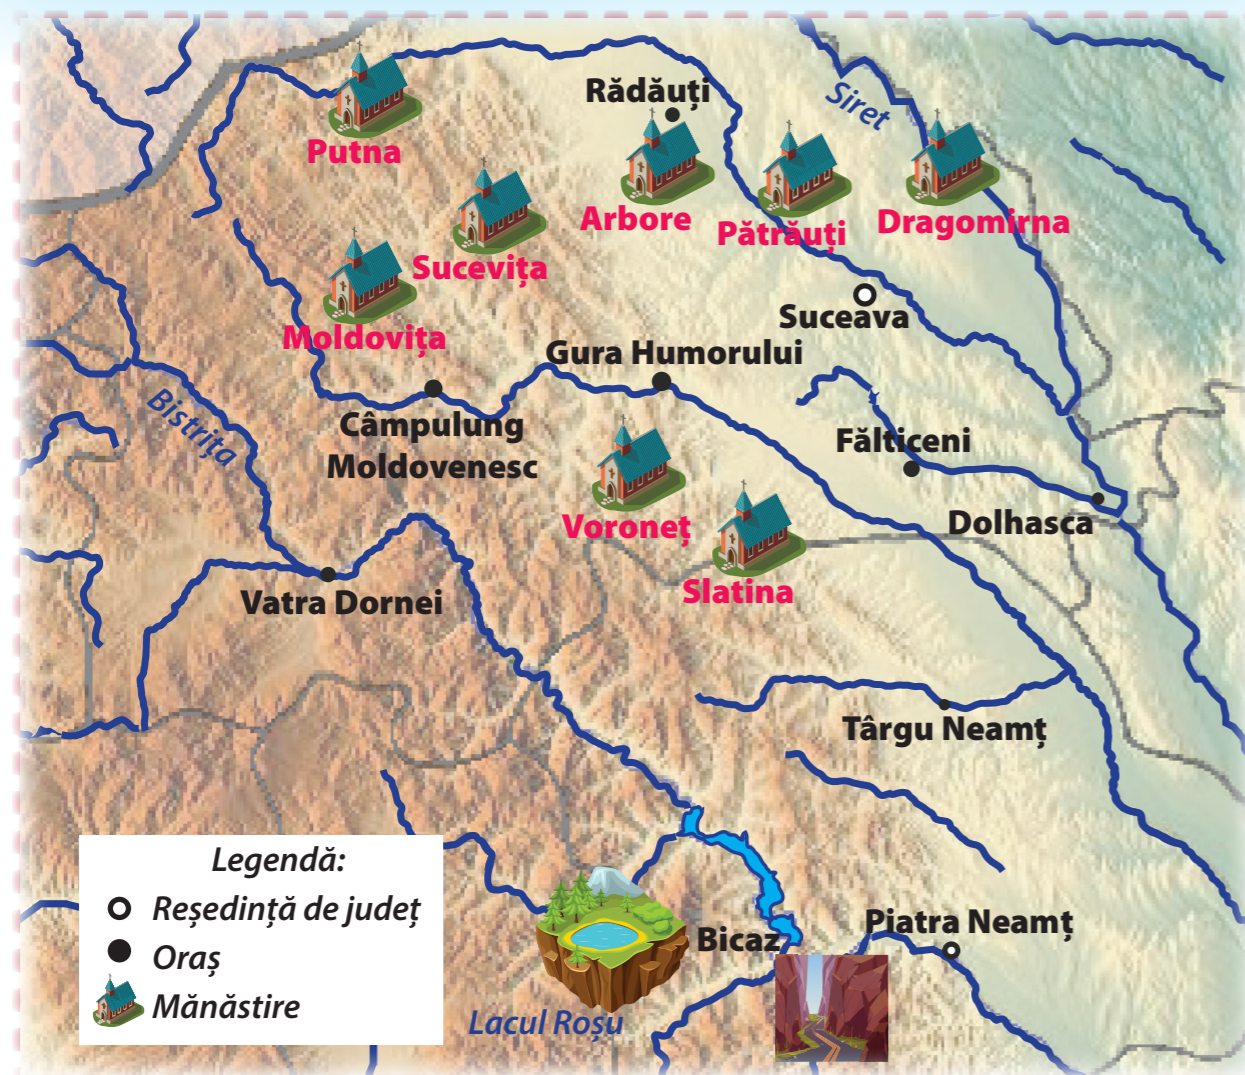 Rădăuți
Siret
Putna
Arbore
Pătrăuți
Dragomirna
Sucevița
Suceava
Moldovița
Gura Humorului
Bistrița
Câmpulung
Moldovenesc
Fălticeni
Voroneț
Dolhasca
Slatina
Vatra Dornei
Târgu Neamț
Legendă:
Reședință de județ
Oraș
Mănăstire
Bicaz
Piatra Neamț
Lacul Roșu